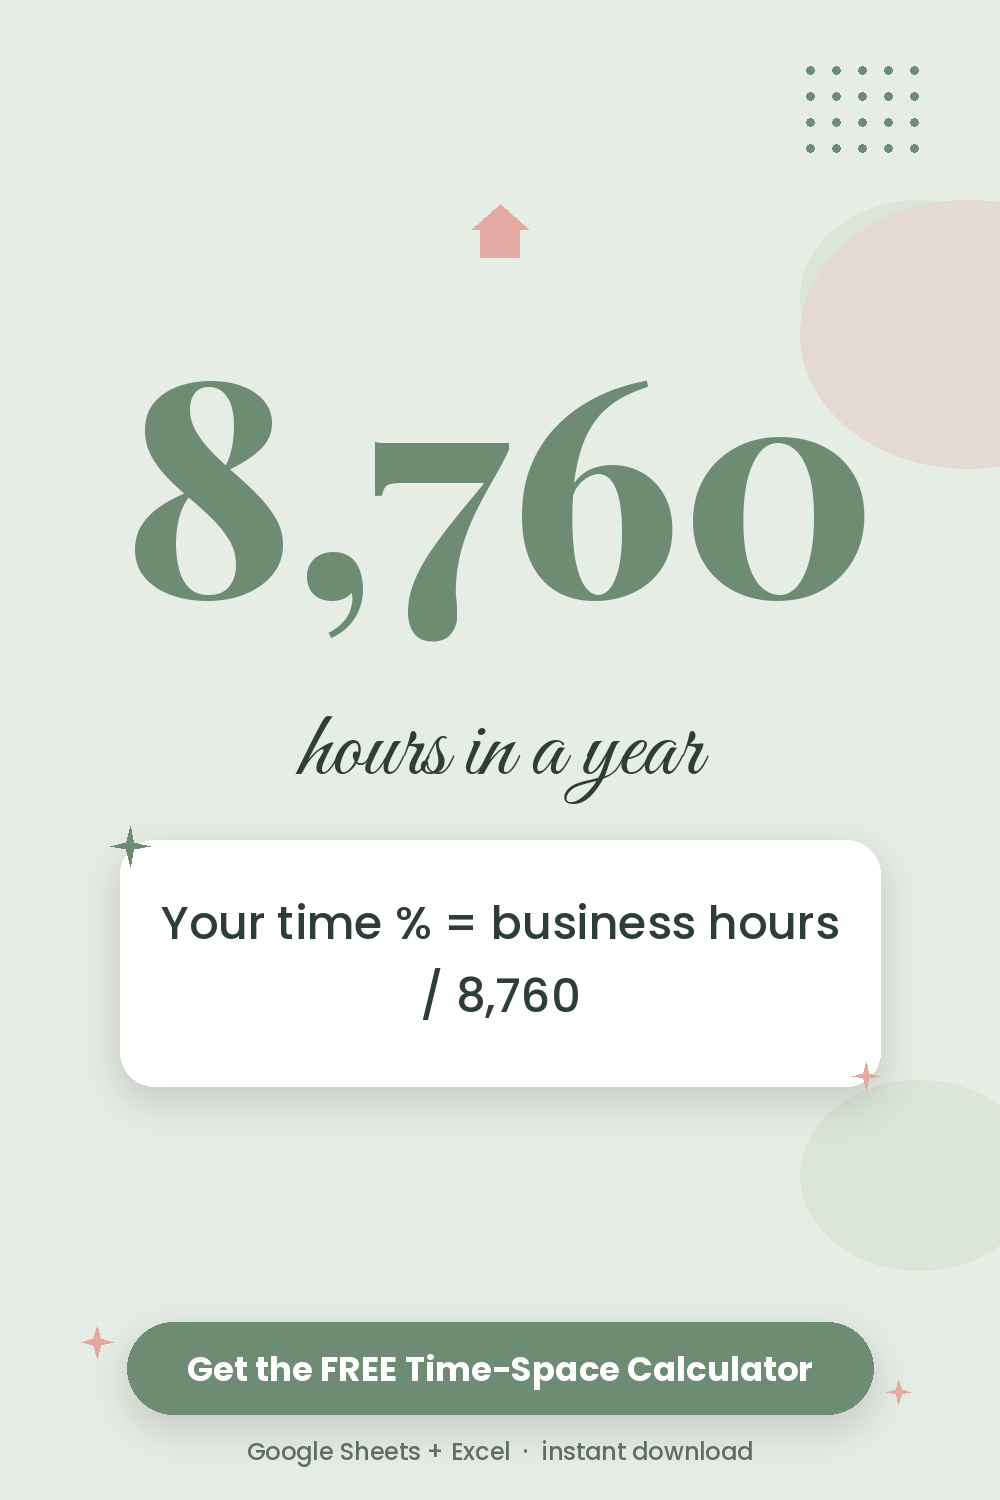 8,760
hours in a year
Your time % = business hours
/ 8,760
Get the FREE Time-Space Calculator
Google Sheets + Excel · instant download